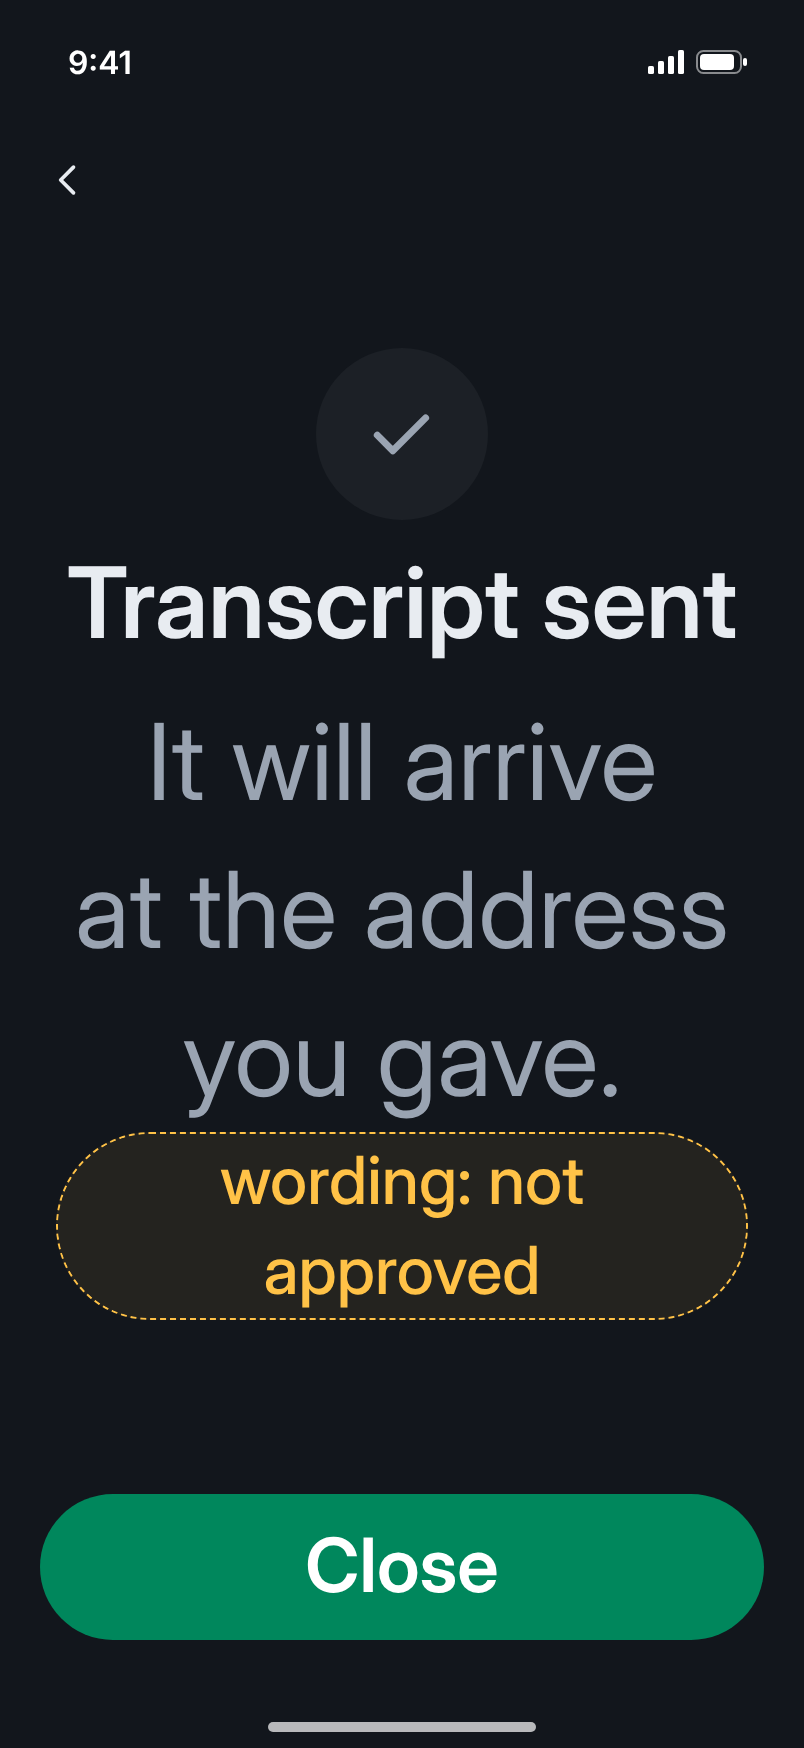 9:41
Transcript sent
It will arrive
at the address
you gave.
wording: not
approved
Close